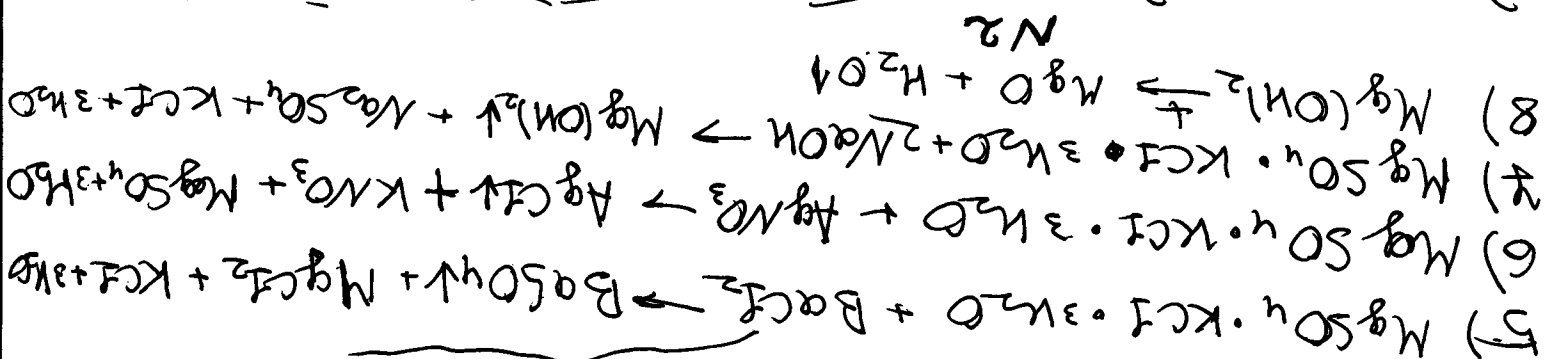 5) MgSO₄ · KCl · 3H₂O + BaCl₂ → BaSO₄↓ + MgCl₂ + KCl + 3H₂O
6) MgSO₄ · KCl · 3H₂O + AgNO₃ → AgCl↓ + KNO₃ + MgSO₄ + 3H₂O
7) MgSO₄ · KCl · 3H₂O + 2NaOH → Mg(OH)₂↓ + Na₂SO₄ + KCl + 3H₂O
8) Mg(OH)₂ →ᵗ MgO + H₂O↑
N2